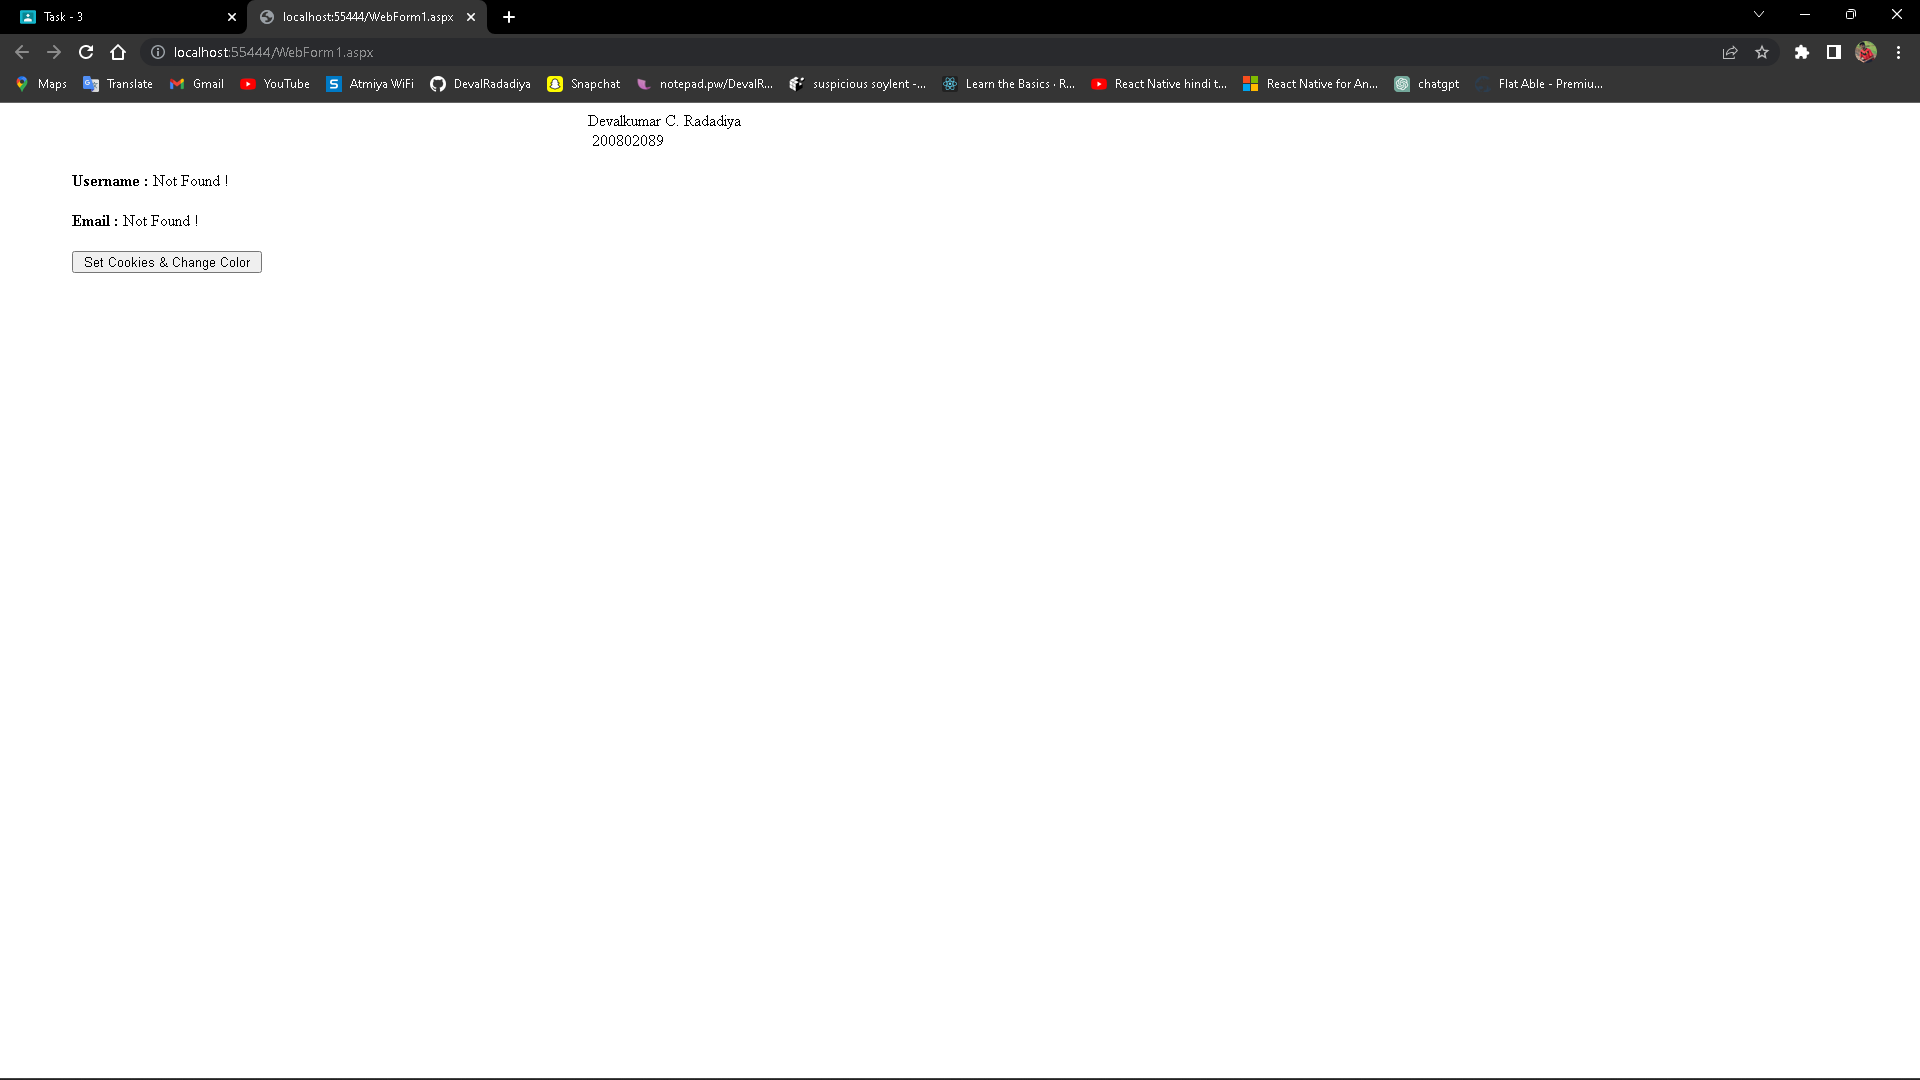 Task - 3
localhost:55444/WebForm1.aspx
localhost:55444/WebForm1.aspx
Maps Translate Gmail YouTube Atmiya WiFi DevalRadadiya Snapchat notepad.pw/DevalR... suspicious soylent -... Learn the Basics · R... React Native hindi t... React Native for An... chatgpt Flat Able - Premiu...
Devalkumar C. Radadiya
200802089
Username : Not Found !
Email : Not Found !
Set Cookies & Change Color